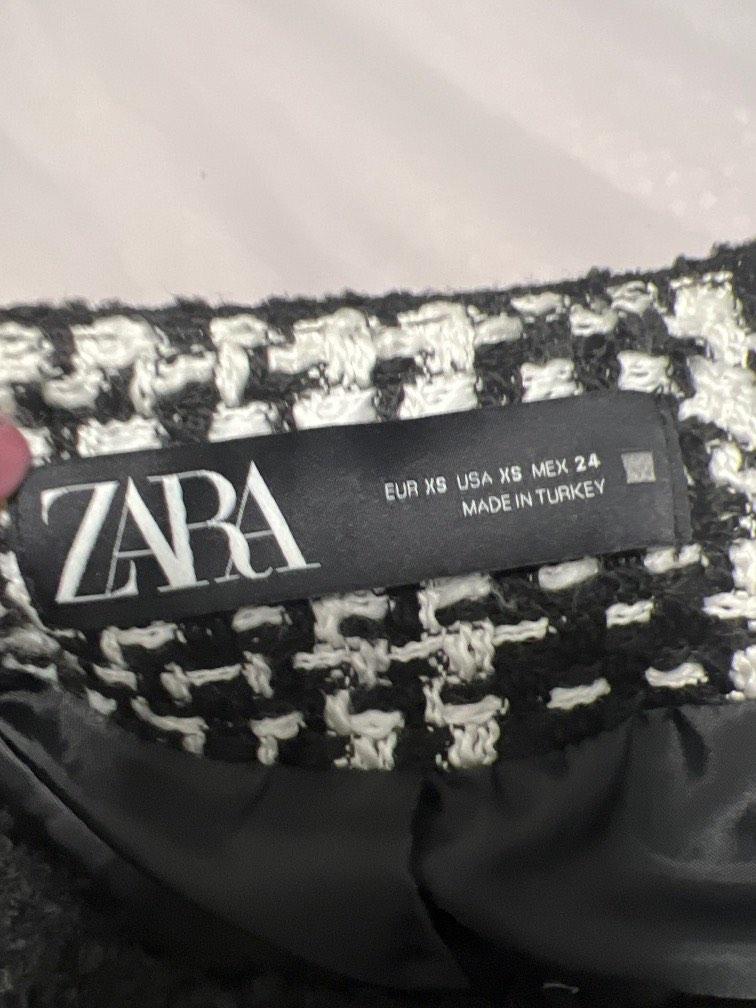 ZARA
EUR XS USA XS MEX 24
MADE IN TURKEY